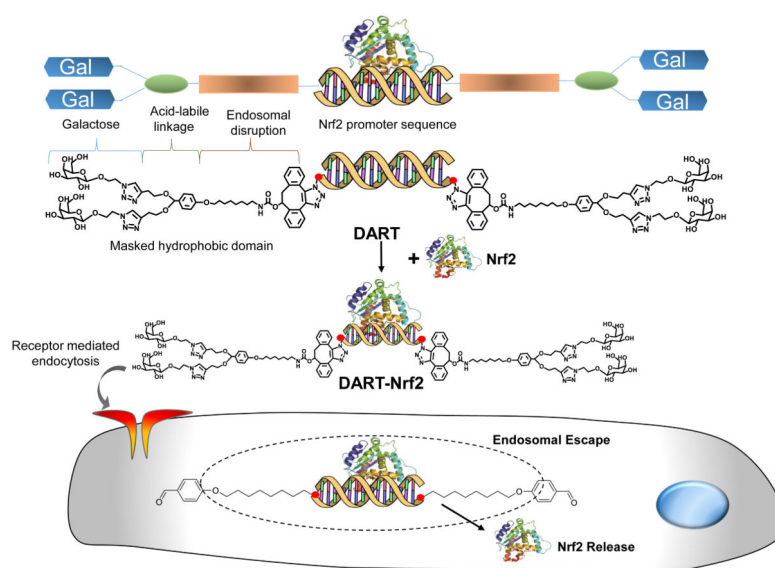 Gal
Gal
Gal
Gal
Galactose
Acid-labile
linkage
Endosomal
disruption
Nrf2 promoter sequence
Masked hydrophobic domain
DART
+
Nrf2
Receptor mediated
endocytosis
DART-Nrf2
Endosomal Escape
Nrf2 Release